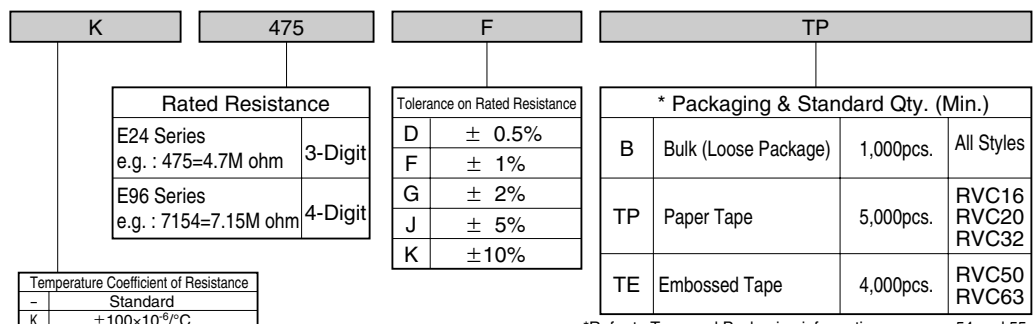 K 475 F TP
Rated Resistance
E24 Series
e.g. : 475=4.7M ohm 3-Digit
E96 Series
e.g. : 7154=7.15M ohm 4-Digit
Tolerance on Rated Resistance
D ± 0.5%
F ± 1%
G ± 2%
J ± 5%
K ±10%
* Packaging & Standard Qty. (Min.)
B Bulk (Loose Package) 1,000pcs. All Styles
TP Paper Tape 5,000pcs. RVC16
RVC20
RVC32
TE Embossed Tape 4,000pcs. RVC50
RVC63
Temperature Coefficient of Resistance
– Standard
K ±100×10⁻⁶/°C